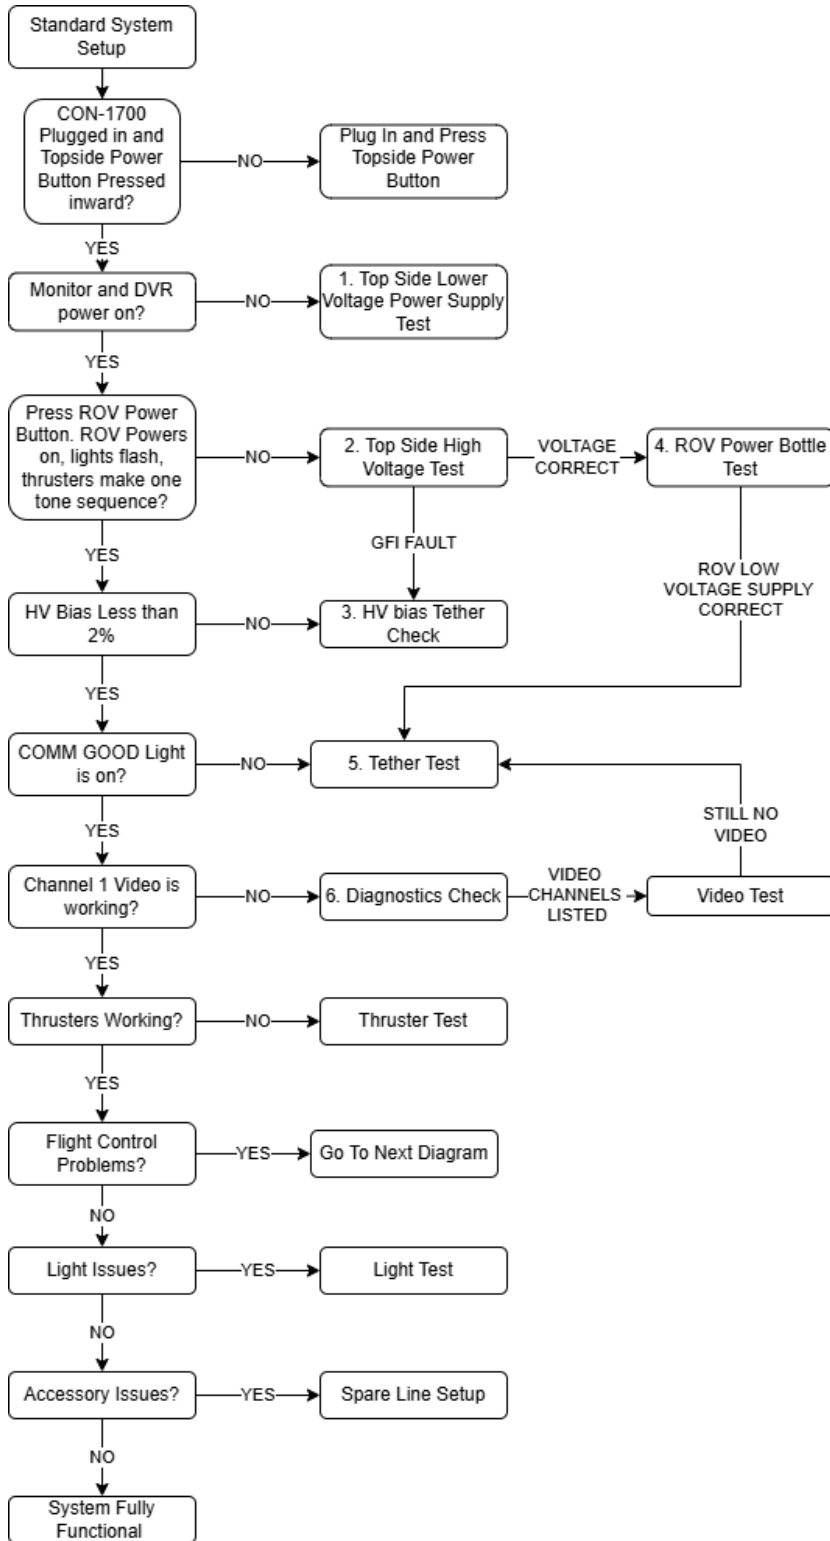 Standard System
Setup
CON-1700
Plugged in and
Topside Power
Button Pressed
inward?
NO
Plug In and Press
Topside Power
Button
YES
Monitor and DVR
power on?
NO
1. Top Side Lower
Voltage Power Supply
Test
YES
Press ROV Power
Button. ROV Powers
on, lights flash,
thrusters make one
tone sequence?
NO
2. Top Side High
Voltage Test
VOLTAGE
CORRECT
4. ROV Power Bottle
Test
GFI FAULT
ROV LOW
VOLTAGE SUPPLY
CORRECT
YES
HV Bias Less than
2%
NO
3. HV bias Tether
Check
YES
COMM GOOD Light
is on?
NO
5. Tether Test
STILL NO
VIDEO
YES
Channel 1 Video is
working?
NO
6. Diagnostics Check
VIDEO
CHANNELS
LISTED
Video Test
YES
Thrusters Working?
NO
Thruster Test
YES
Flight Control
Problems?
YES
Go To Next Diagram
NO
Light Issues?
YES
Light Test
NO
Accessory Issues?
YES
Spare Line Setup
NO
System Fully
Functional